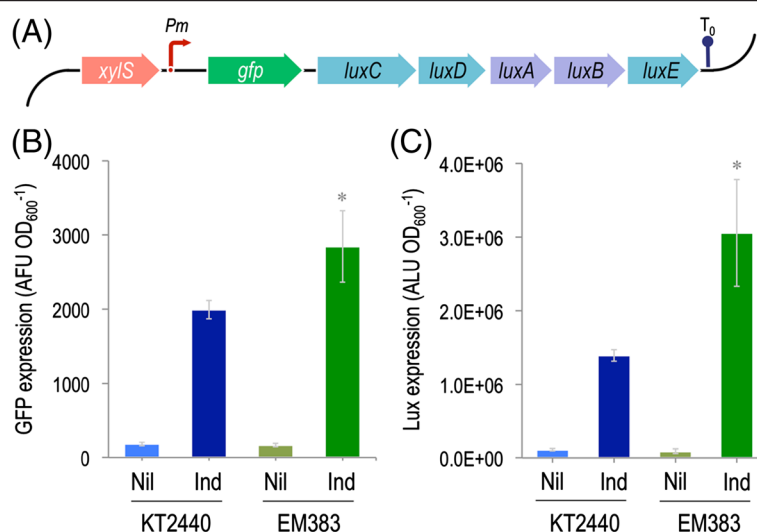 (A)
Pm
T0
xylS
gfp
luxC
luxD
luxA
luxB
luxE
(B)
GFP expression (AFU OD600-1)
4000
3000
2000
1000
0
*
Nil
Ind
Nil
Ind
KT2440
EM383
(C)
Lux expression (ALU OD600-1)
4.0E+06
3.0E+06
2.0E+06
1.0E+06
0.0E+00
*
Nil
Ind
Nil
Ind
KT2440
EM383